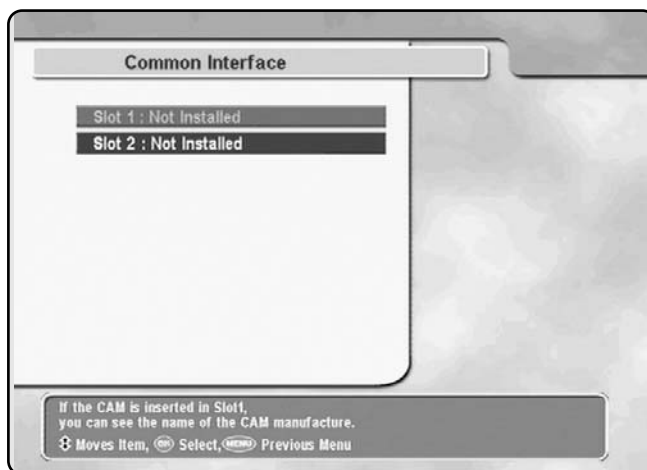 Common Interface
Slot 1 : Not Installed
Slot 2 : Not Installed
If the CAM is inserted in Slot1,
you can see the name of the CAM manufacture.
Moves Item, OK Select, MENU Previous Menu